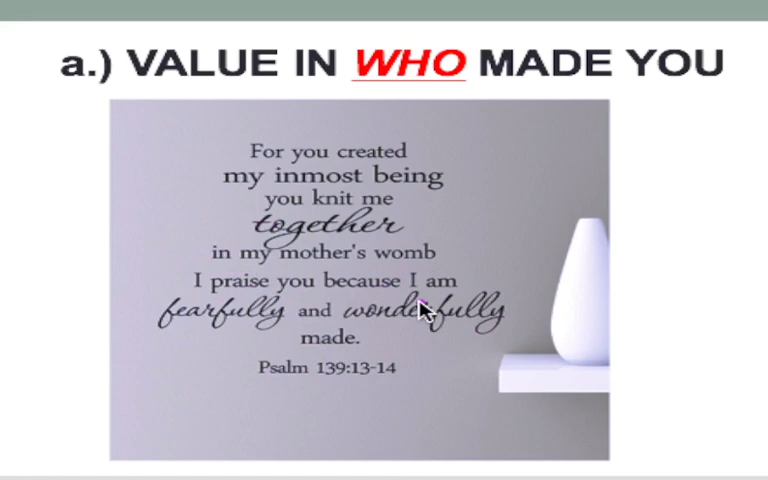 a.) VALUE IN WHO MADE YOU
For you created
my inmost being
you knit me
together
in my mother's womb
I praise you because I am
fearfully and wonderfully
made.
Psalm 139:13-14